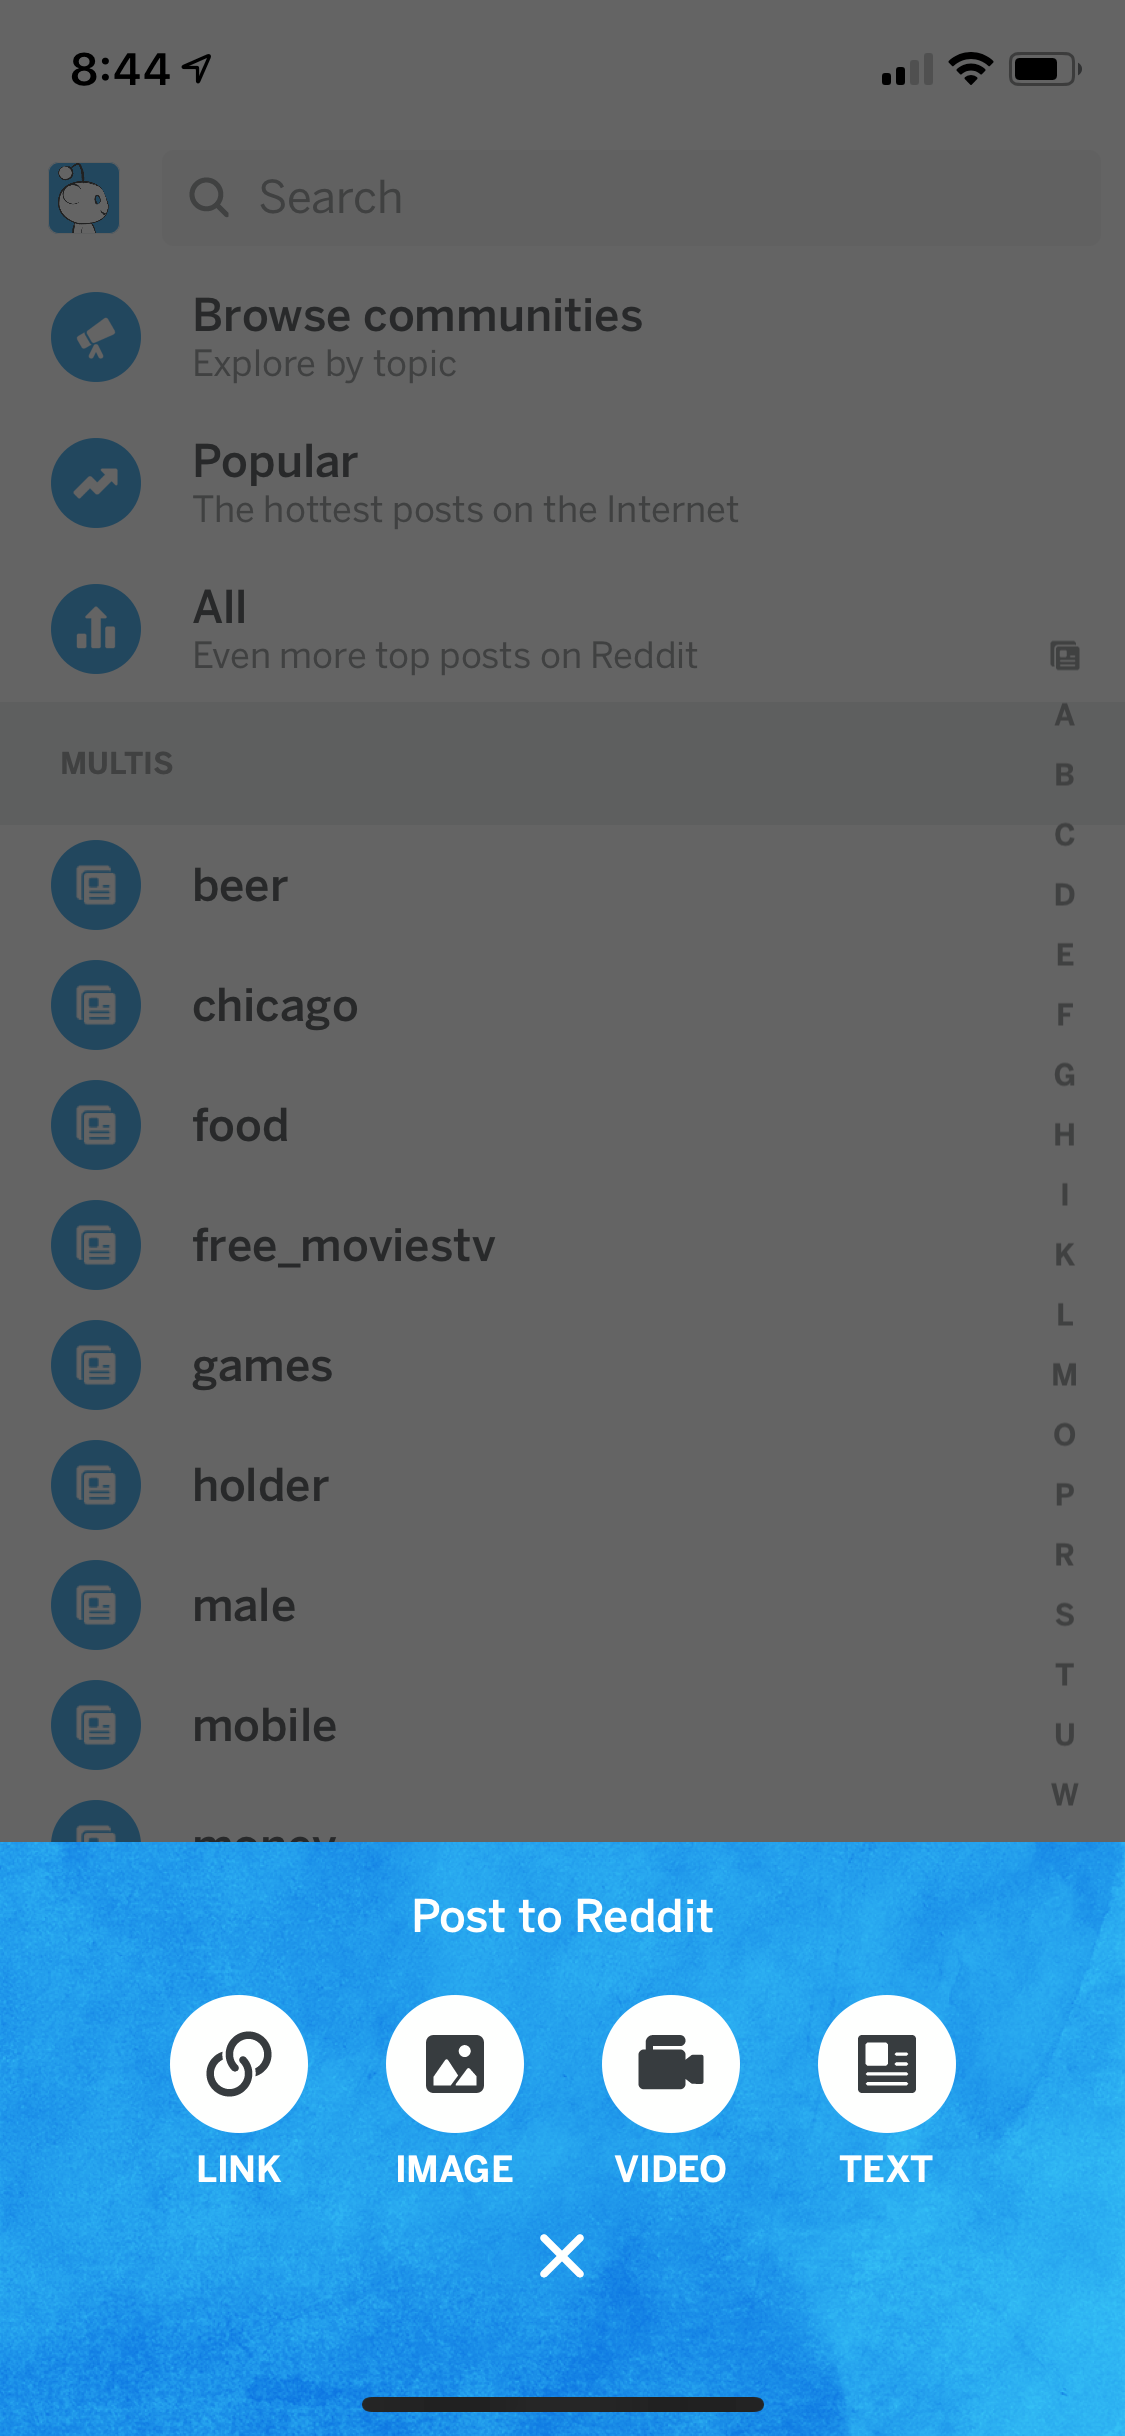 8:44
Search
Browse communities
Explore by topic
Popular
The hottest posts on the Internet
All
Even more top posts on Reddit
MULTIS
A
B
beer
C
D
E
chicago
F
G
food
H
I
free_moviestv
K
L
games
M
O
holder
P
R
male
S
T
mobile
U
W
money
Post to Reddit
LINK IMAGE VIDEO TEXT